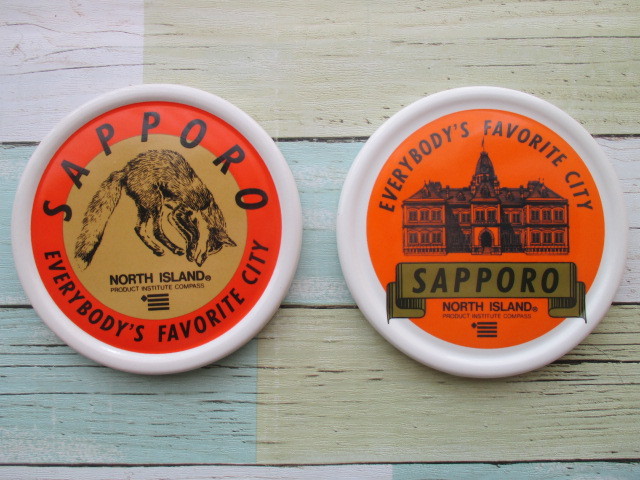 SAPPORO
NORTH ISLAND®
PRODUCT INSTITUTE COMPASS
EVERYBODY'S FAVORITE CITY
EVERYBODY'S FAVORITE CITY
SAPPORO
NORTH ISLAND®
PRODUCT INSTITUTE COMPASS